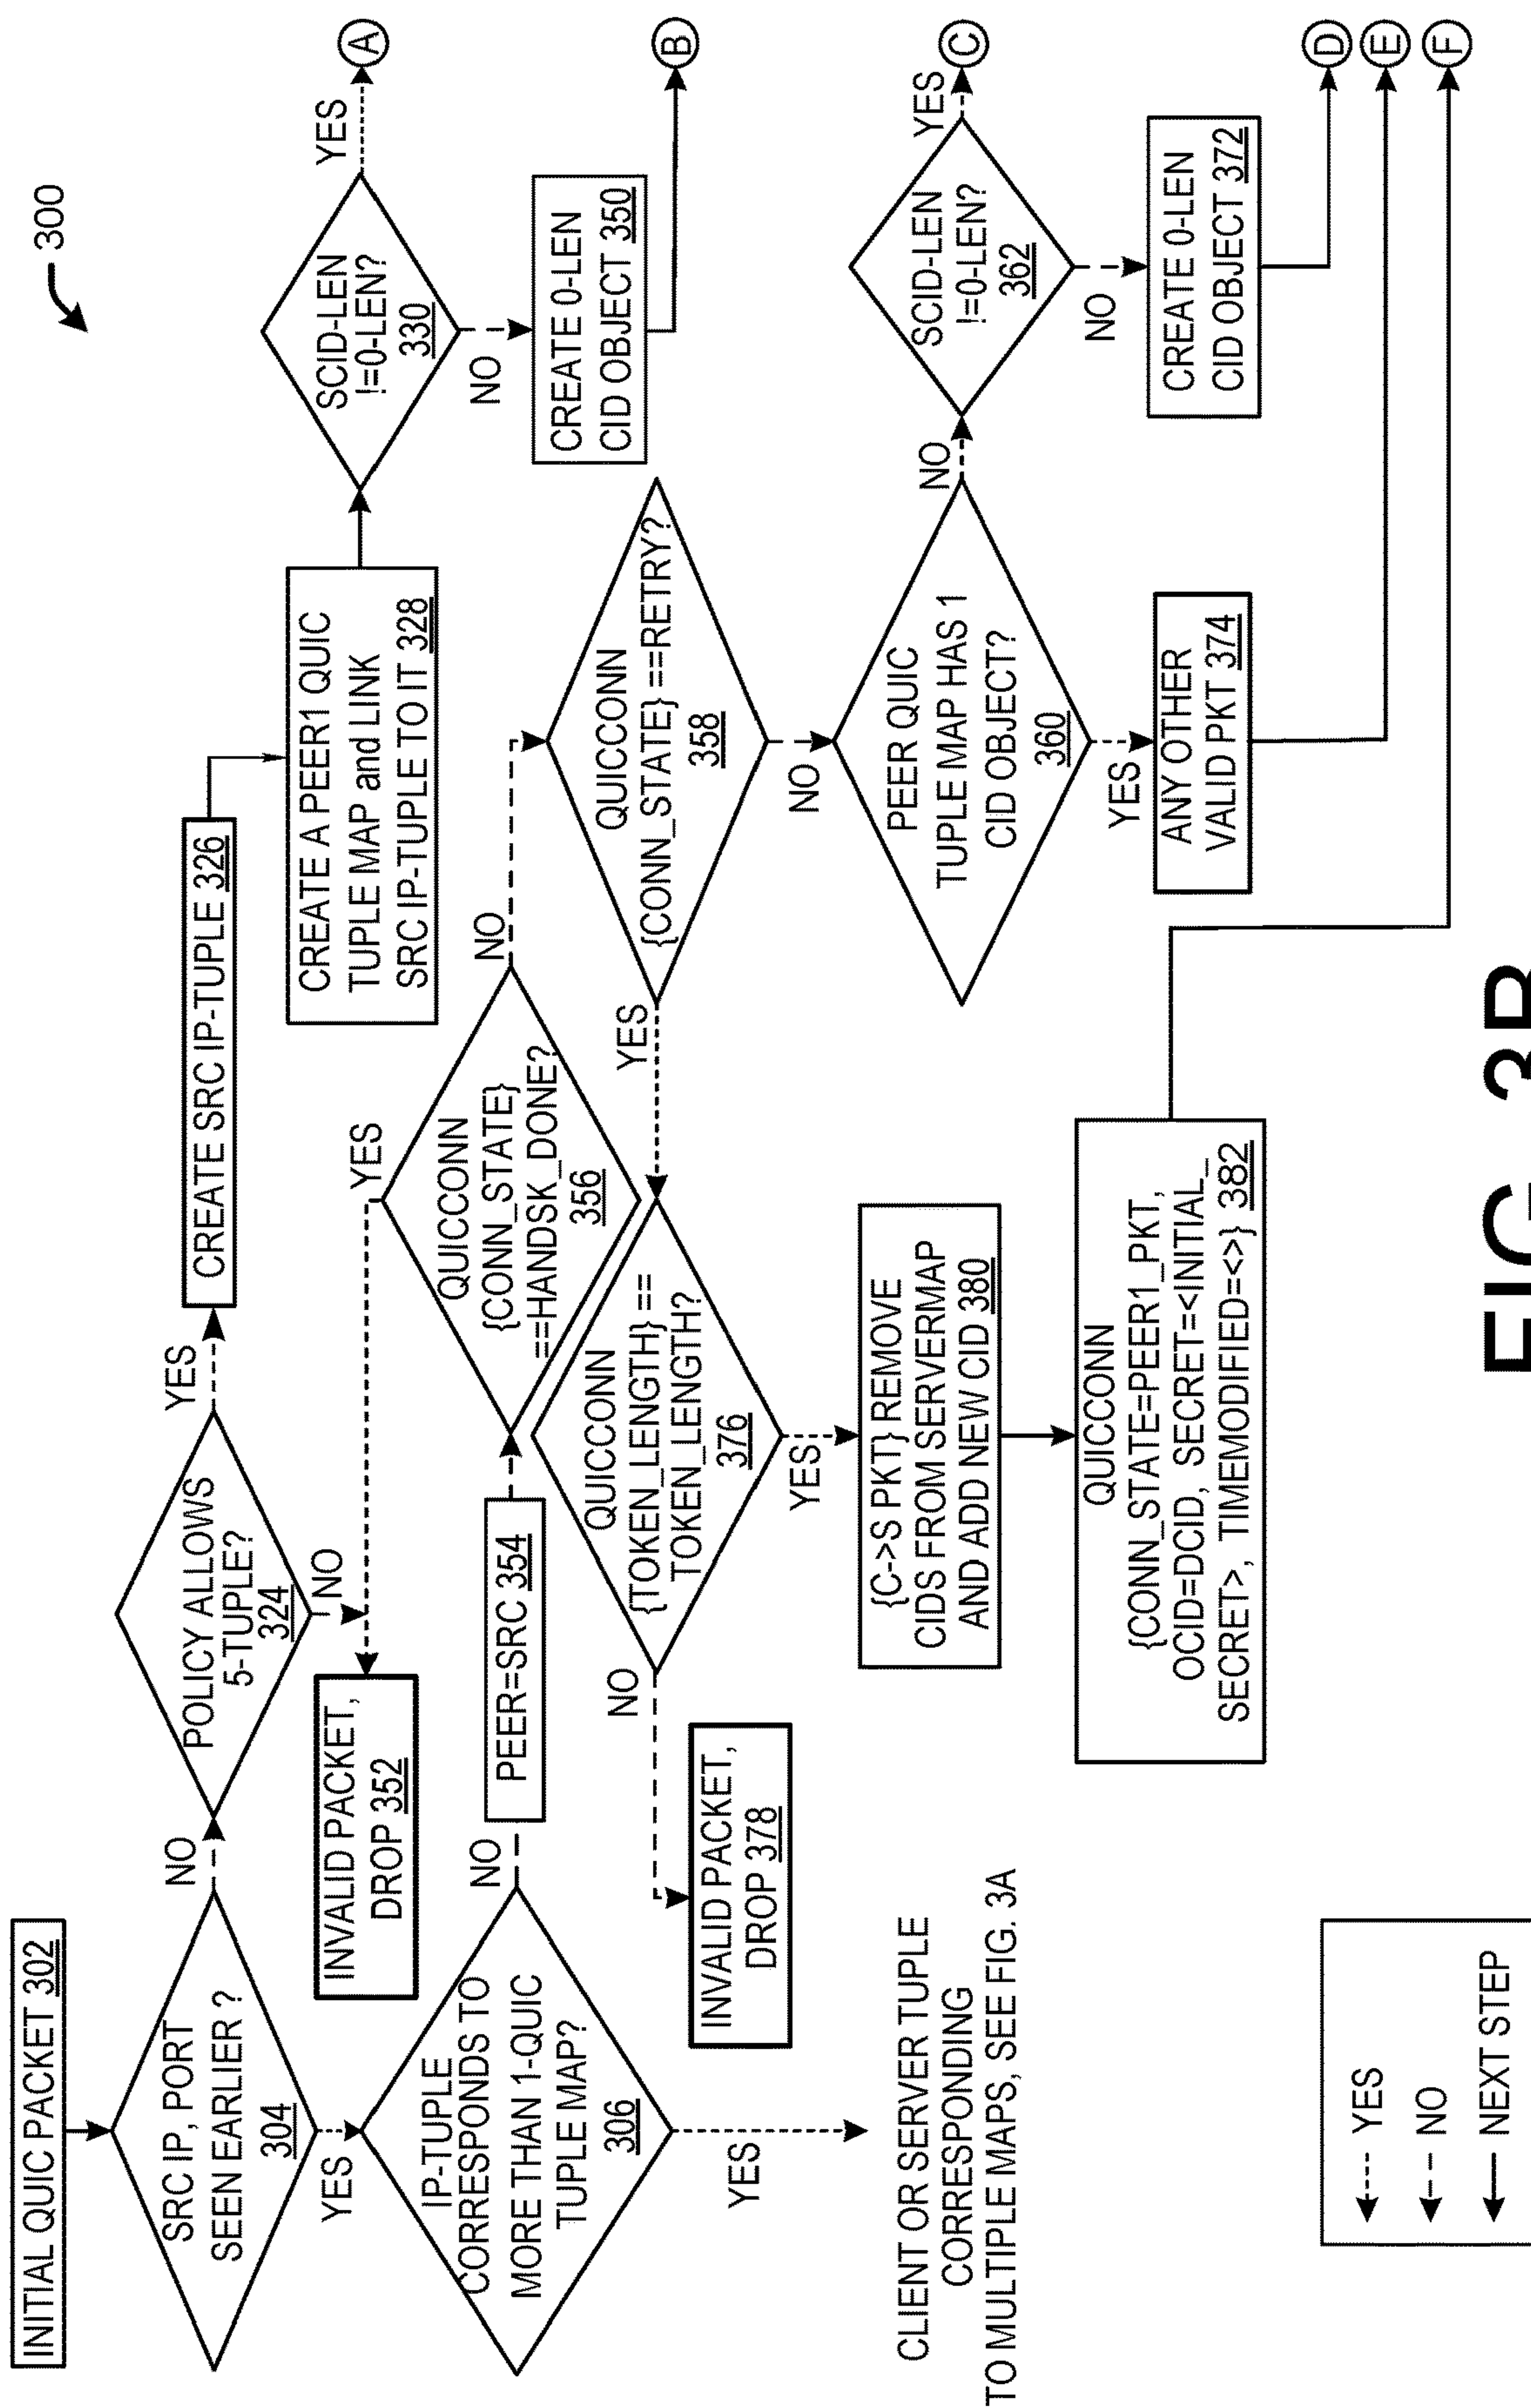 300
INITIAL QUIC PACKET 302
SRC IP, PORT
SEEN EARLIER ?
304
NO
YES
POLICY ALLOWS
5-TUPLE?
324
YES
NO
CREATE SRC IP-TUPLE 326
CREATE A PEER1 QUIC
TUPLE MAP and LINK
SRC IP-TUPLE TO IT 328
SCID-LEN
!=0-LEN?
330
YES
A
NO
CREATE 0-LEN
CID OBJECT 350
B
INVALID PACKET,
DROP 352
IP-TUPLE
CORRESPONDS TO
MORE THAN 1-QUIC
TUPLE MAP?
306
NO
YES
CLIENT OR SERVER TUPLE
CORRESPONDING
TO MULTIPLE MAPS, SEE FIG. 3A
PEER=SRC 354
QUICCONN
{CONN_STATE}
==HANDSK_DONE?
356
YES
NO
QUICCONN
{CONN_STATE} ==RETRY?
358
YES
NO
QUICCONN
{TOKEN_LENGTH} ==
TOKEN_LENGTH?
376
NO
INVALID PACKET,
DROP 378
YES
{C->S PKT} REMOVE
CIDS FROM SERVERMAP
AND ADD NEW CID 380
QUICCONN
{CONN_STATE=PEER1_PKT,
OCID=DCID, SECRET=<INITIAL_
SECRET>, TIMEMODIFIED=<>} 382
F
PEER QUIC
TUPLE MAP HAS 1
CID OBJECT?
360
NO
YES
ANY OTHER
VALID PKT 374
E
SCID-LEN
!=0-LEN?
362
YES
C
NO
CREATE 0-LEN
CID OBJECT 372
D
YES
NO
NEXT STEP
FIG. 3B